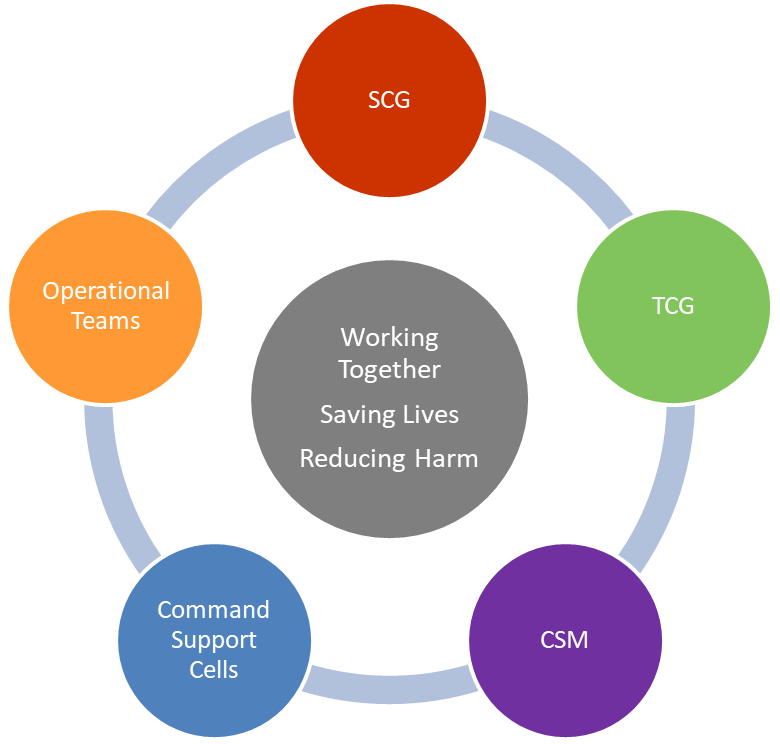 SCG
TCG
CSM
Command
Support
Cells
Operational
Teams
Working
Together
Saving Lives
Reducing Harm